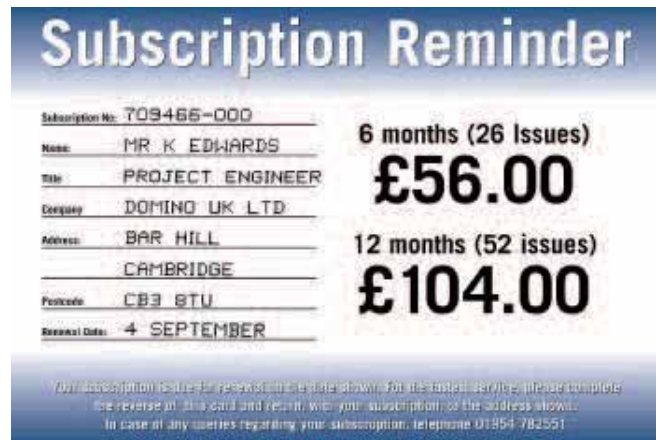 Subscription Reminder
Subscription No: 709466-000
Name: MR K EDWARDS
Title PROJECT ENGINEER
Company DOMINO UK LTD
Address: BAR HILL
CAMBRIDGE
Postcode CB3 8TU
Renewal Date: 4 SEPTEMBER
6 months (26 Issues)
£56.00
12 months (52 issues)
£104.00
Your subscription is due for renewal on the date shown. For the fastest service, please complete
the reverse of this card and return, with your subscription, to the address shown.
In case of any queries regarding your subscription, telephone 01954 782551